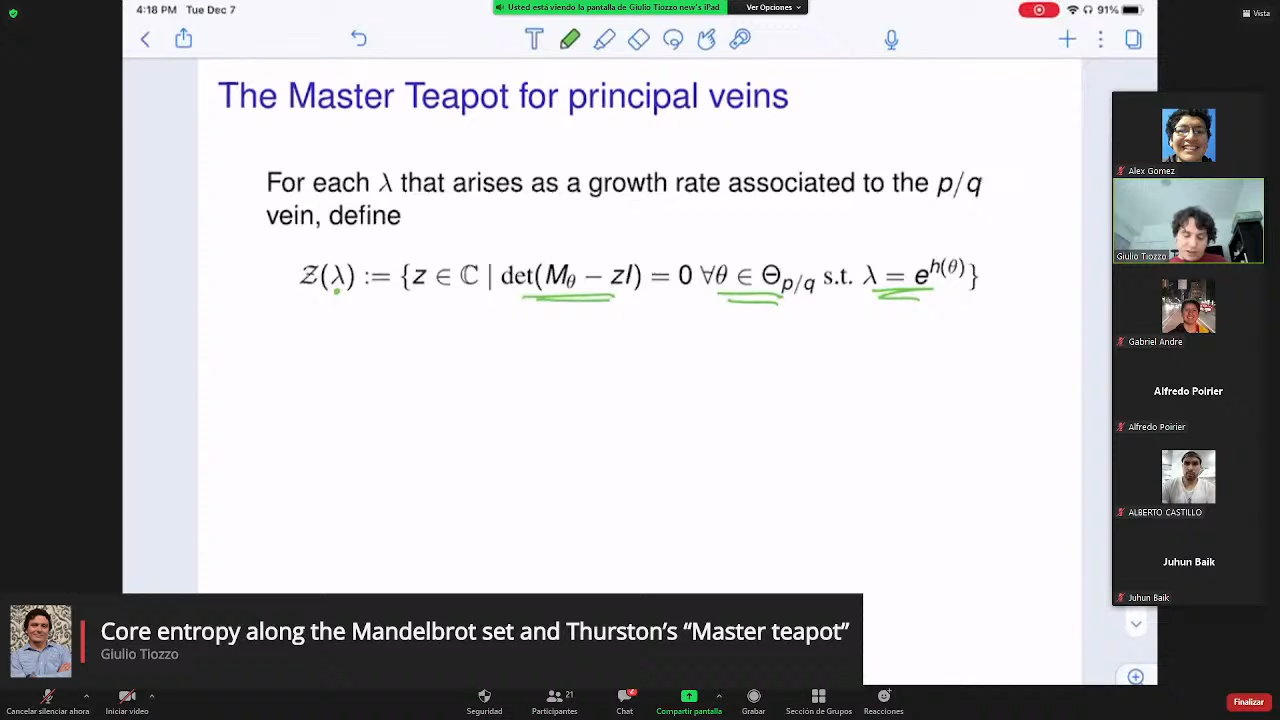 4:18 PM Tue Dec 7
Usted está viendo la pantalla de Giulio Tiozzo new's iPad
Ver Opciones
91%
Vista
The Master Teapot for principal veins
For each λ that arises as a growth rate associated to the p/q
vein, define
Z(λ) := {z ∈ ℂ | det(M_θ − zI) = 0 ∀θ ∈ Θ_{p/q} s.t. λ = e^{h(θ)}}
Alex Gomez
Giulio Tiozzo
Gabriel Andre
Alfredo Poirier
Alfredo Poirier
ALBERTO CASTILLO
Juhun Baik
Juhun Baik
Core entropy along the Mandelbrot set and Thurston's “Master teapot”
Giulio Tiozzo
Cancelar silenciar ahora
Iniciar video
Seguridad
21
Participantes
2
Chat
Compartir pantalla
Grabar
Sección de Grupos
Reacciones
Finalizar